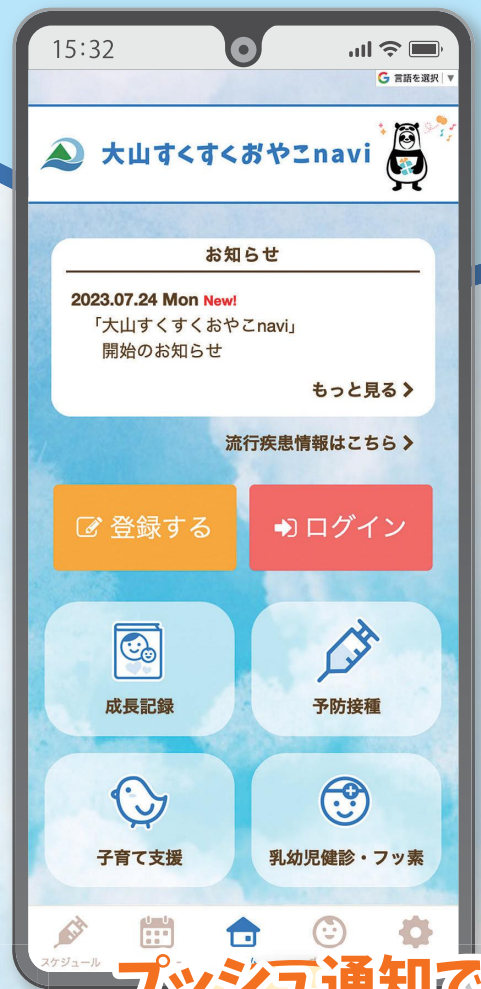 15:32
G 言語を選択 ▼
大山すくすくおやこnavi
お知らせ
2023.07.24 Mon New!
「大山すくすくおやこnavi」
開始のお知らせ
もっと見る
流行疾患情報はこちら
登録する
ログイン
成長記録
予防接種
子育て支援
乳幼児健診・フッ素
スケジュール
プッシュ通知で